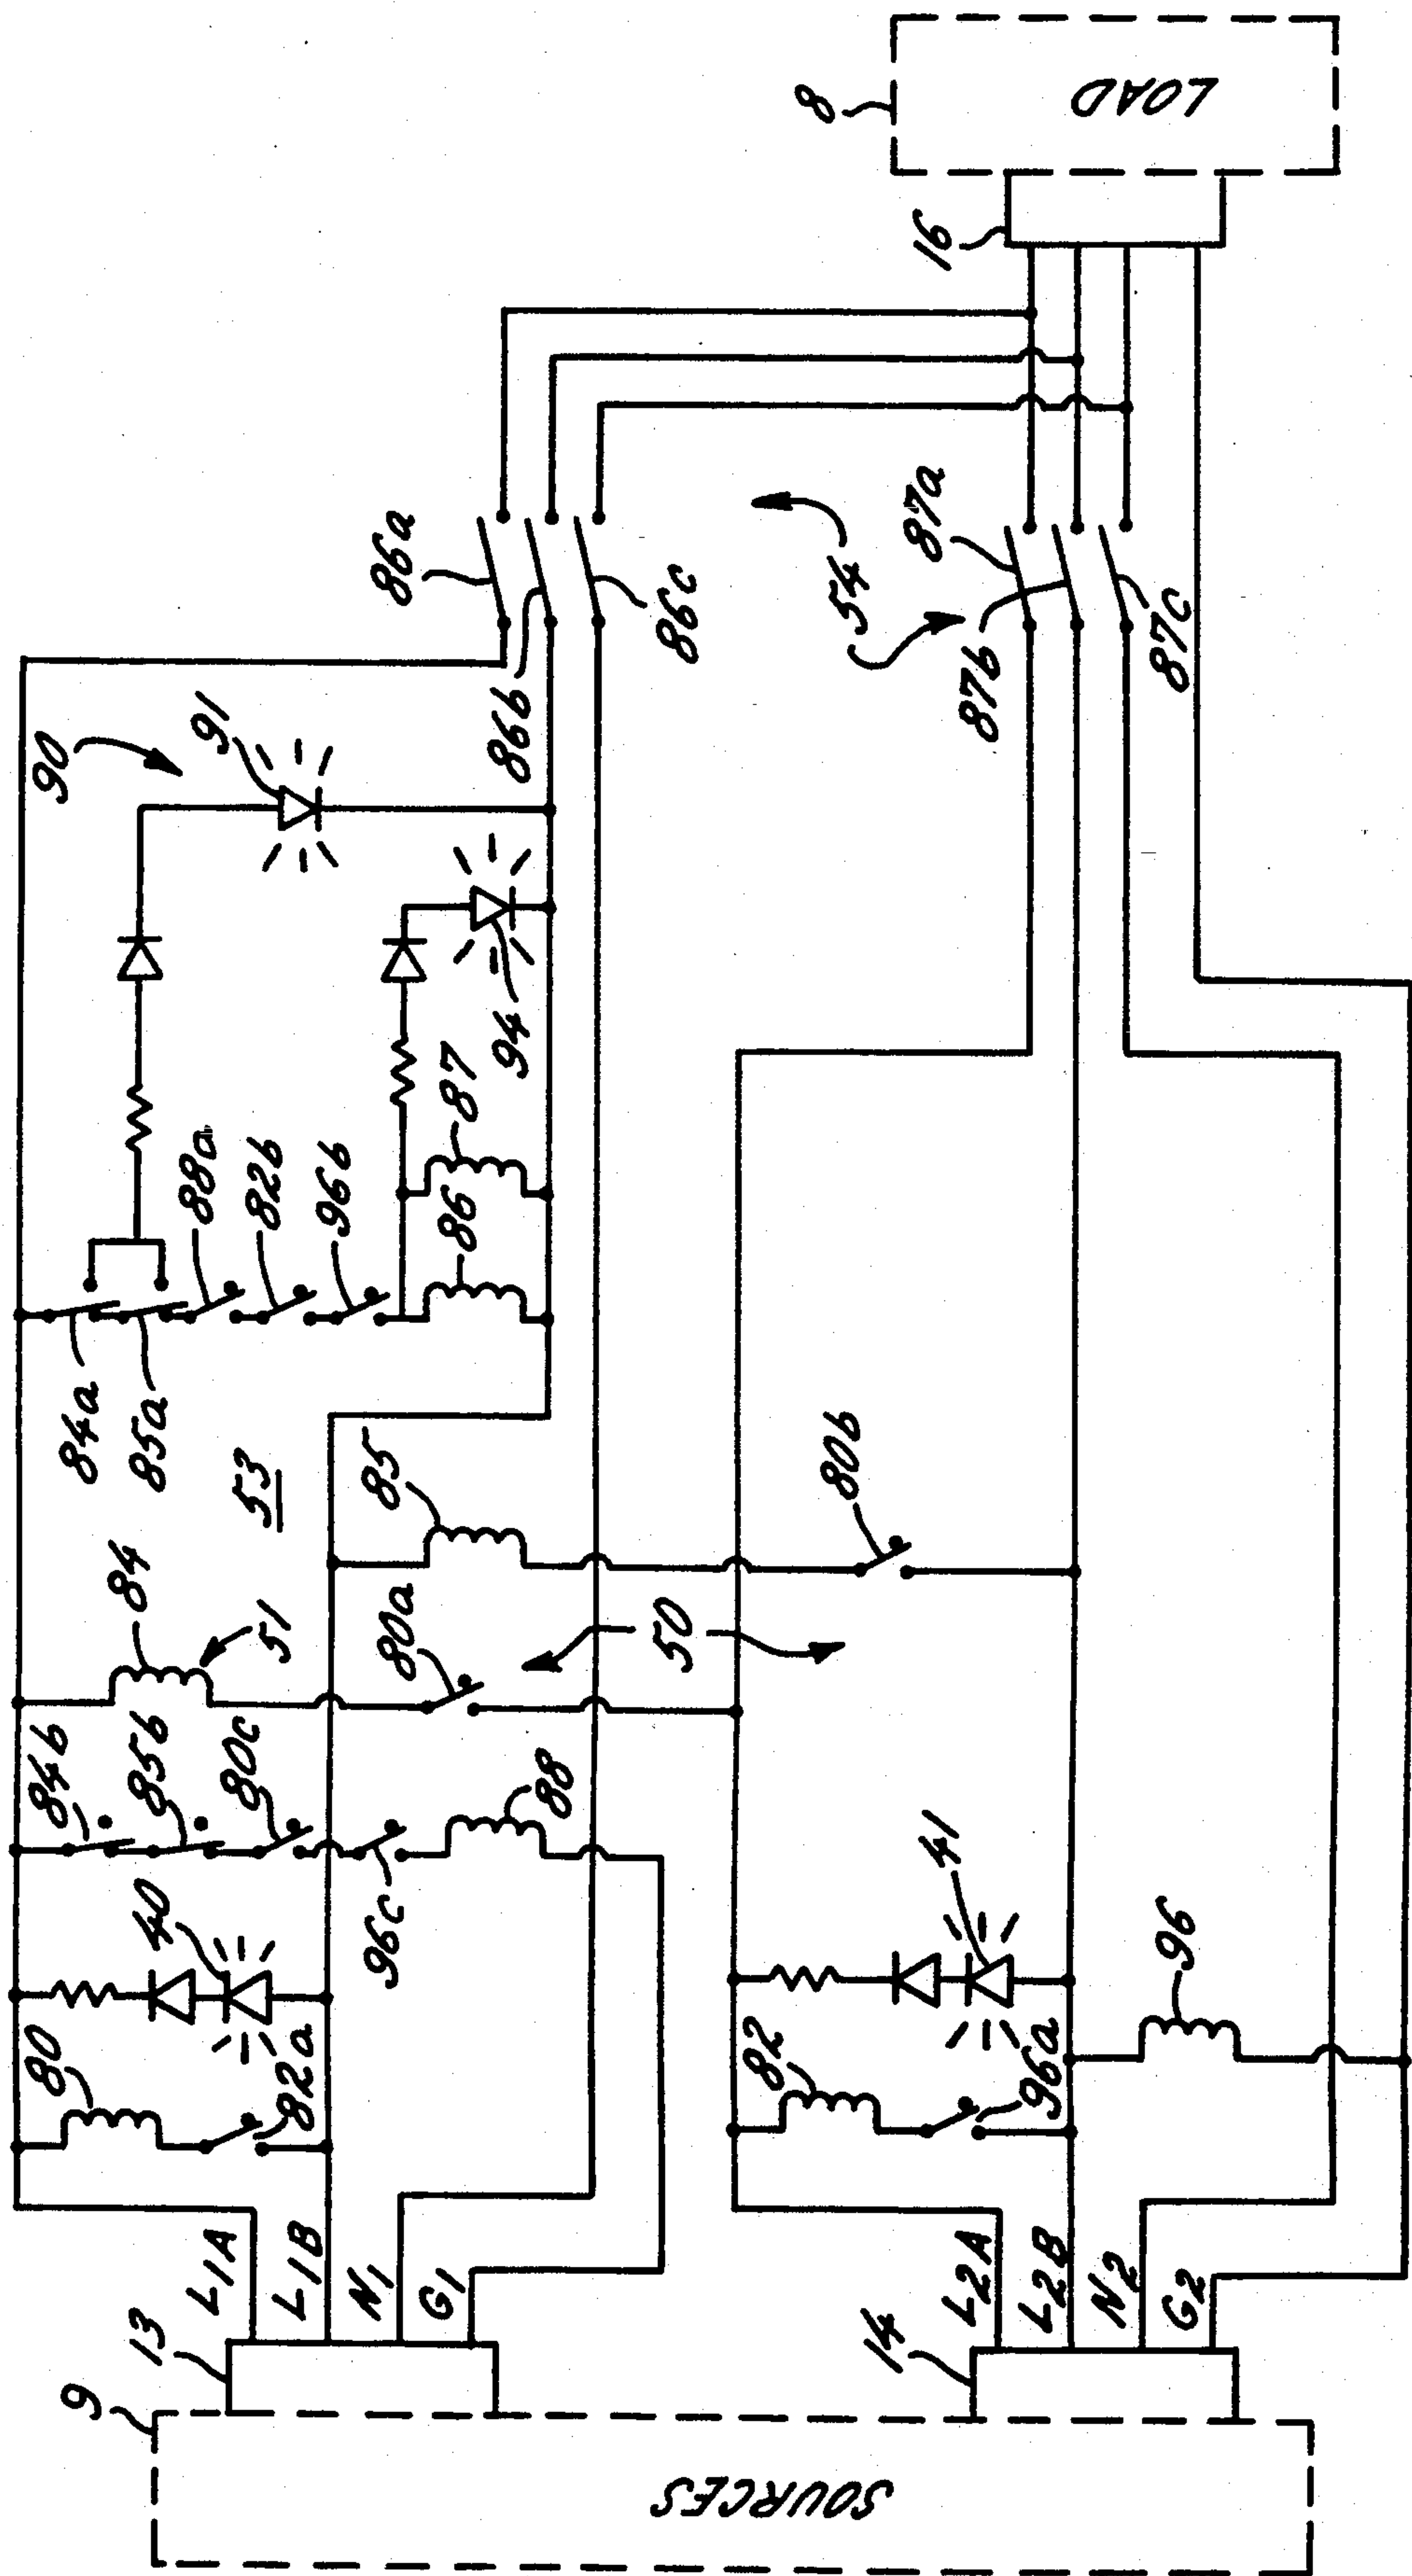 9
SOURCES
13
L1A
L1B
N1
G1
14
L2A
L2B
N2
G2
80
82a
40
84b
85b
80c
96c
88
84
51
80a
50
85
80b
53
82
96a
41
96
84a
85a
88a
82b
96b
86
87
94
90
91
86a
86b
86c
54
87a
87b
87c
16
8
LOAD